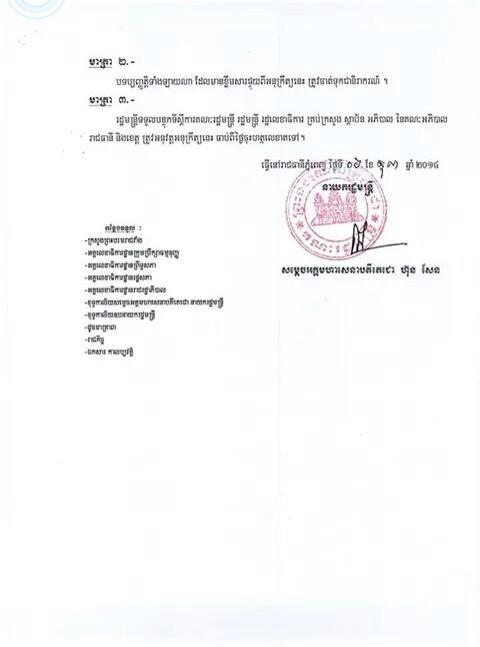 មាត្រា ២.-
បទប្បញ្ញត្តិទាំងឡាយណា ដែលមានខ្លឹមសារផ្ទុយពីអនុក្រឹត្យនេះ ត្រូវចាត់ទុកជានិរាករណ៍ ។
មាត្រា ៣.-
រដ្ឋមន្ត្រីទទួលបន្ទុកទីស្តីការគណៈរដ្ឋមន្ត្រី រដ្ឋមន្ត្រី រដ្ឋលេខាធិការ គ្រប់ក្រសួង ស្ថាប័ន អភិបាល នៃគណៈអភិបាល
រាជធានី និងខេត្ត ត្រូវអនុវត្តអនុក្រឹត្យនេះ ចាប់ពីថ្ងៃចុះហត្ថលេខាតទៅ។
ធ្វើនៅរាជធានីភ្នំពេញ ថ្ងៃទី ខែ ឆ្នាំ ២០១៤
នាយករដ្ឋមន្ត្រី
សម្តេចអគ្គមហាសេនាបតីតេជោ ហ៊ុន សែន
កន្លែងទទួល :
-ក្រសួងព្រះបរមរាជវាំង
-អគ្គលេខាធិការដ្ឋានក្រុមប្រឹក្សាធម្មនុញ្ញ
-អគ្គលេខាធិការដ្ឋានព្រឹទ្ធសភា
-អគ្គលេខាធិការដ្ឋានរដ្ឋសភា
-អគ្គលេខាធិការដ្ឋានរាជរដ្ឋាភិបាល
-ខុទ្ទកាល័យសម្តេចអគ្គមហាសេនាបតីតេជោ នាយករដ្ឋមន្ត្រី
-ខុទ្ទកាល័យឧបនាយករដ្ឋមន្ត្រី
-ដូចមាត្រា៣
-រាជកិច្ច
-ឯកសារ កាលប្បវត្តិ